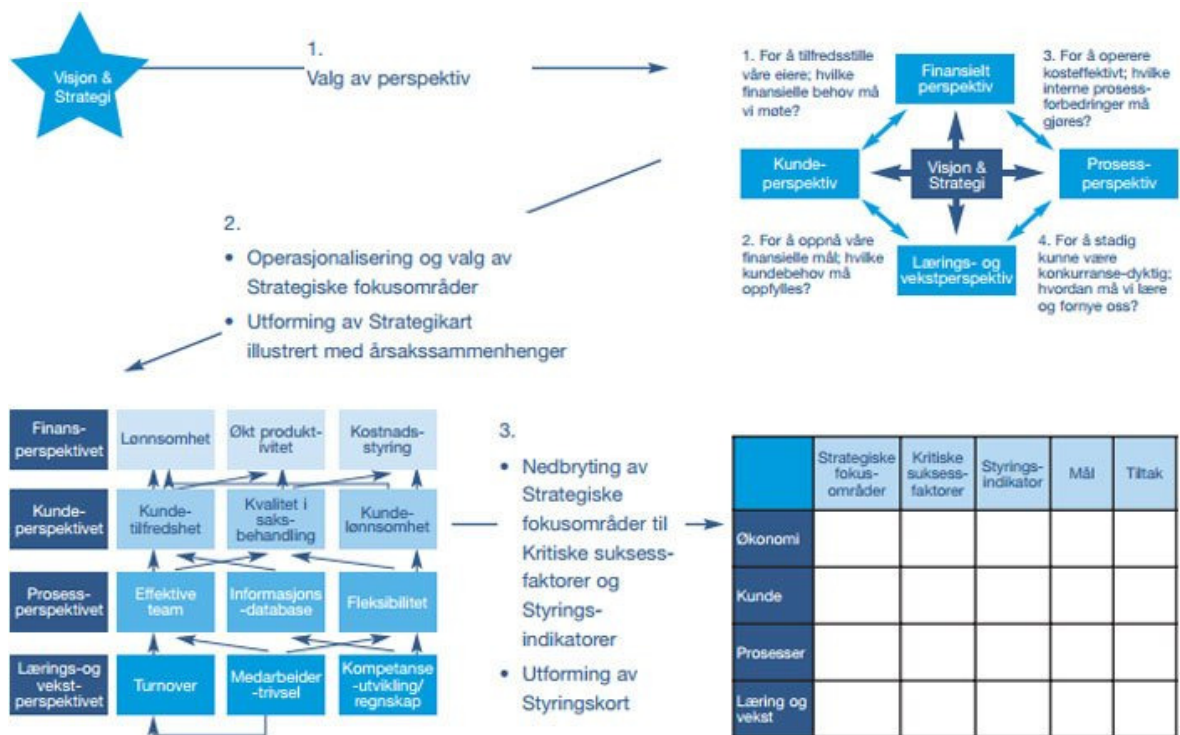 Visjon &
Strategi
1.
Valg av perspektiv
1. For å tilfredsstille
våre eiere; hvilke
finansielle behov må
vi møte?
Finansielt
perspektiv
3. For å operere
kosteffektivt; hvilke
interne prosess-
forbedringer må
gjøres?
Kunde-
perspektiv
Visjon &
Strategi
Prosess-
perspektiv
2. For å oppnå våre
finansielle mål; hvilke
kundebehov må
oppfylles?
Lærings- og
vekstperspektiv
4. For å stadig
kunne være
konkurranse-dyktig;
hvordan må vi lære
og fornye oss?
2.
• Operasjonalisering og valg av
Strategiske fokusområder
• Utforming av Strategikart
illustrert med årsakssammenhenger
Finans-
perspektivet
Lønnsomhet
Økt produkt-
ivitet
Kostnads-
styring
Kunde-
perspektivet
Kunde-
tilfredshet
Kvalitet i
saks-
behandling
Kunde-
lønnsomhet
Prosess-
perspektivet
Effektive
team
Informasjons
-database
Fleksibilitet
Lærings-og
vekst-
perspektivet
Turnover
Medarbeider
-trivsel
Kompetanse
-utvikling/
regnskap
3.
• Nedbryting av
Strategiske
fokusområder til
Kritiske suksess-
faktorer og
Styrings-
indikatorer
• Utforming av
Styringskort
Strategiske
fokus-
områder
Kritiske
suksess-
faktorer
Styrings-
indikator
Mål
Tiltak
Økonomi
Kunde
Prosesser
Læring og
vekst